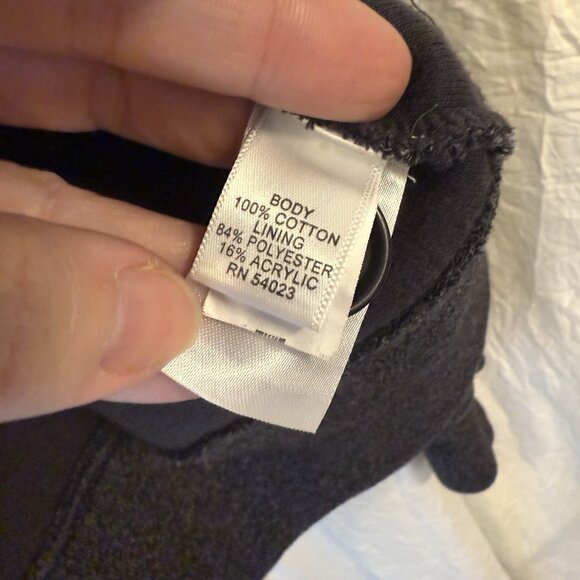 BODY
100% COTTON
LINING
84% POLYESTER
16% ACRYLIC
RN 54023